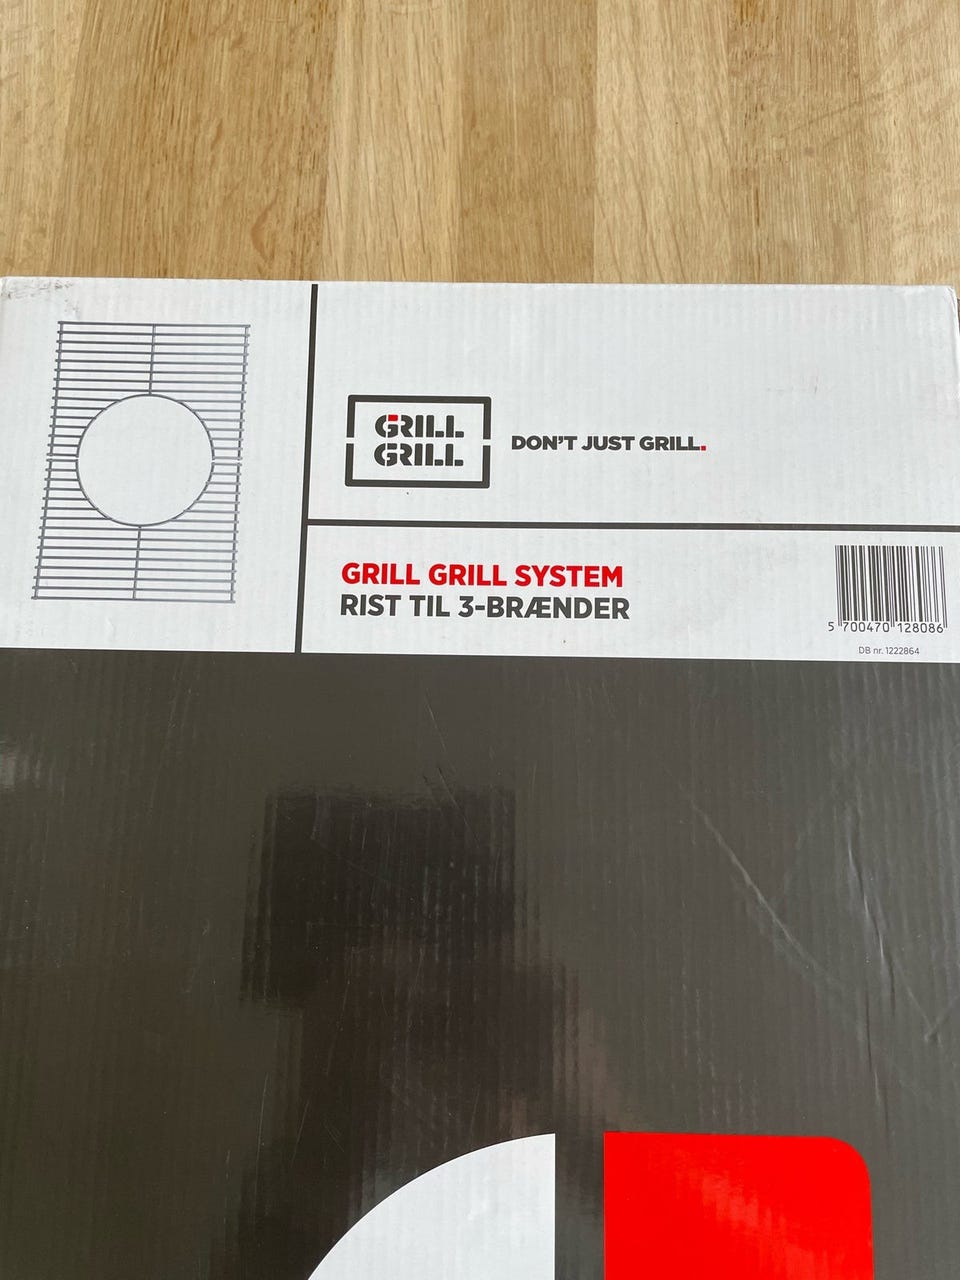 GRILL
GRILL
DON'T JUST GRILL.
GRILL GRILL SYSTEM
RIST TIL 3-BRÆNDER
5 700470 128086
DB nr. 1222864